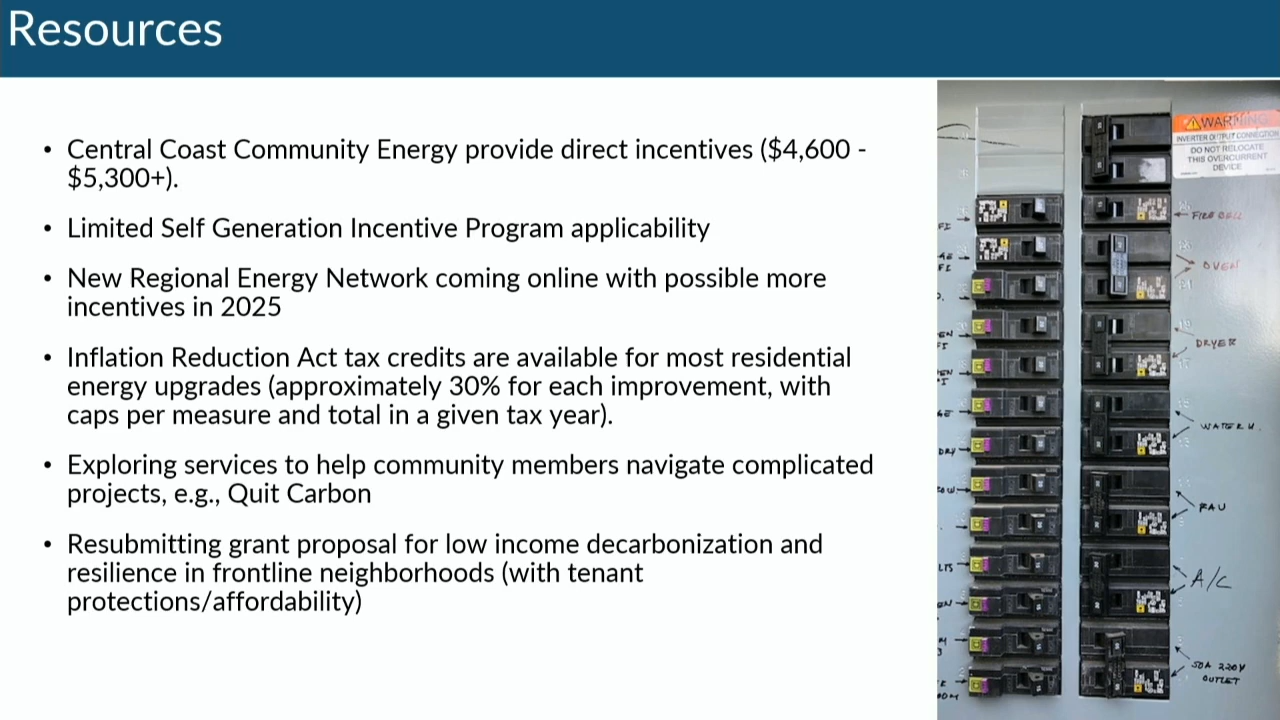 Resources
• Central Coast Community Energy provide direct incentives ($4,600 -
$5,300+).
• Limited Self Generation Incentive Program applicability
• New Regional Energy Network coming online with possible more
incentives in 2025
• Inflation Reduction Act tax credits are available for most residential
energy upgrades (approximately 30% for each improvement, with
caps per measure and total in a given tax year).
• Exploring services to help community members navigate complicated
projects, e.g., Quit Carbon
• Resubmitting grant proposal for low income decarbonization and
resilience in frontline neighborhoods (with tenant
protections/affordability)
WARNING
INVERTER OUTPUT CONNECTION
DO NOT RELOCATE
THIS OVERCURRENT
DEVICE
OVEN
DRYER
WATER H.
FAU
A/C
50A 220V
OUTLET